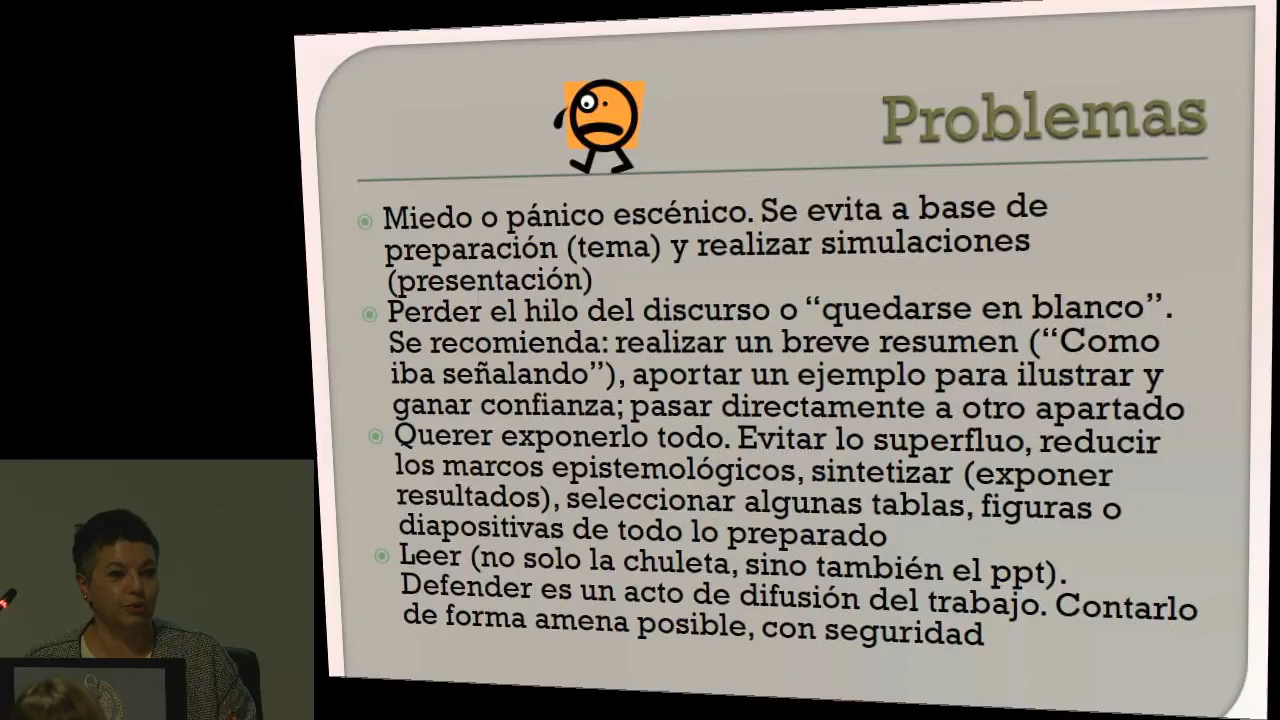 Problemas
Miedo o pánico escénico. Se evita a base de
preparación (tema) y realizar simulaciones
(presentación)
Perder el hilo del discurso o “quedarse en blanco”.
Se recomienda: realizar un breve resumen (“Como
iba señalando”), aportar un ejemplo para ilustrar y
ganar confianza; pasar directamente a otro apartado
Querer exponerlo todo. Evitar lo superfluo, reducir
los marcos epistemológicos, sintetizar (exponer
resultados), seleccionar algunas tablas, figuras o
diapositivas de todo lo preparado
Leer (no solo la chuleta, sino también el ppt).
Defender es un acto de difusión del trabajo. Contarlo
de forma amena posible, con seguridad